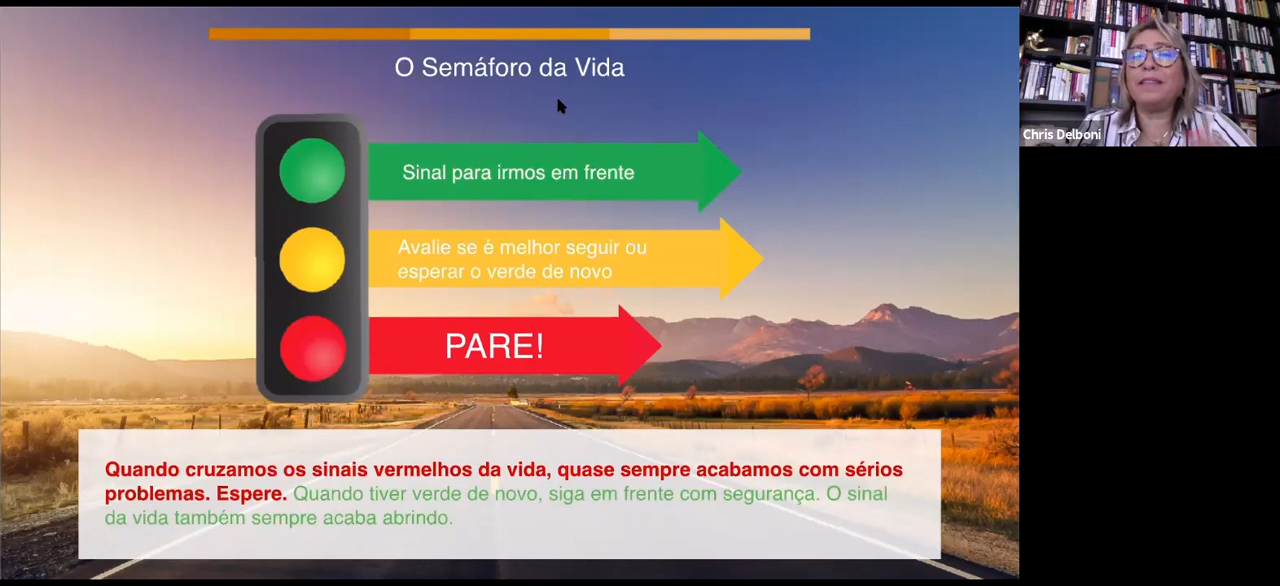 O Semáforo da Vida
Sinal para irmos em frente
Avalie se é melhor seguir ou
esperar o verde de novo
PARE!
Quando cruzamos os sinais vermelhos da vida, quase sempre acabamos com sérios
problemas. Espere. Quando tiver verde de novo, siga em frente com segurança. O sinal
da vida também sempre acaba abrindo.
Chris Delboni